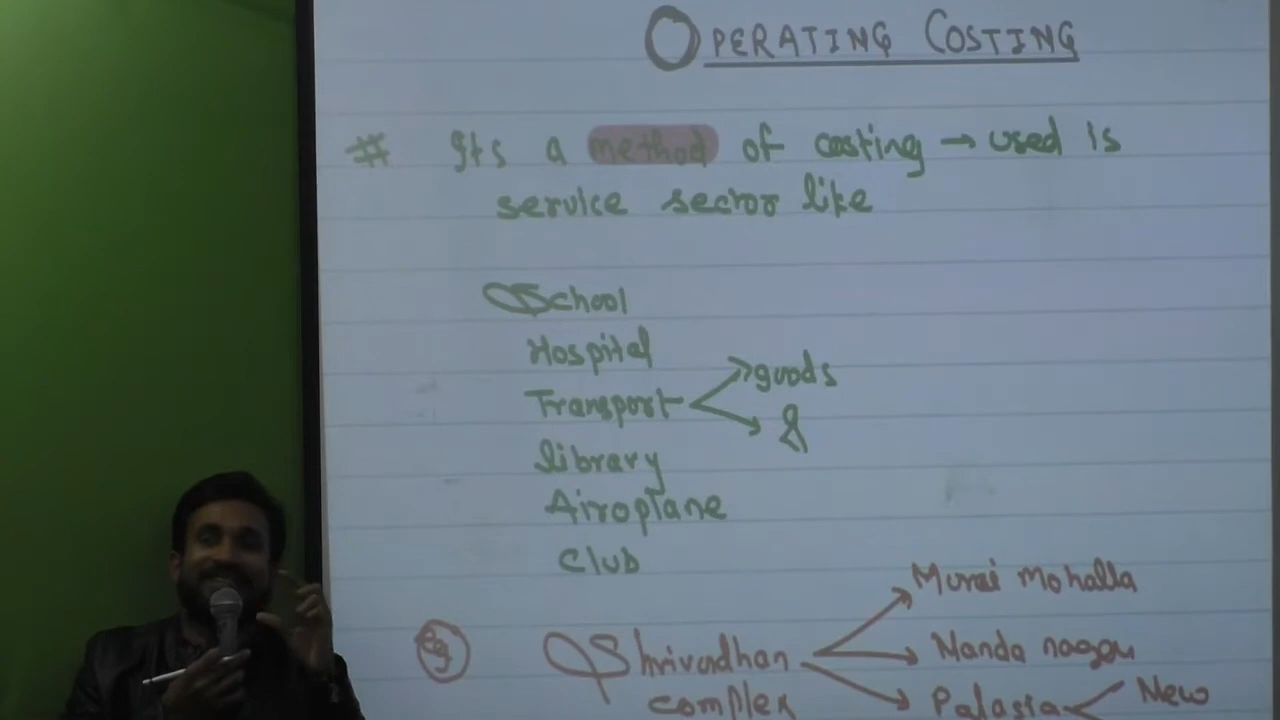 OPERATING COSTING
# Its a method of costing → used is
service sector like
School
Hospital
Transport → goods
→ &
library
Airoplane
Club
eg Shrivardhan complex → Murai Mohalla
→ Nanda nagar
→ Palasia New